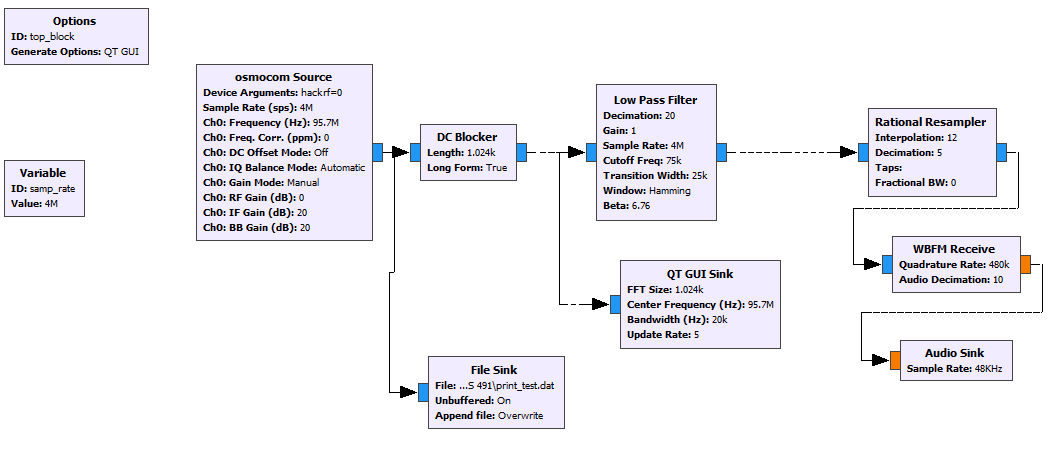 Options
ID: top_block
Generate Options: QT GUI
Variable
ID: samp_rate
Value: 4M
osmocom Source
Device Arguments: hackrf=0
Sample Rate (sps): 4M
Ch0: Frequency (Hz): 95.7M
Ch0: Freq. Corr. (ppm): 0
Ch0: DC Offset Mode: Off
Ch0: IQ Balance Mode: Automatic
Ch0: Gain Mode: Manual
Ch0: RF Gain (dB): 0
Ch0: IF Gain (dB): 20
Ch0: BB Gain (dB): 20
DC Blocker
Length: 1.024k
Long Form: True
File Sink
File: ...S 491\print_test.dat
Unbuffered: On
Append file: Overwrite
Low Pass Filter
Decimation: 20
Gain: 1
Sample Rate: 4M
Cutoff Freq: 75k
Transition Width: 25k
Window: Hamming
Beta: 6.76
QT GUI Sink
FFT Size: 1.024k
Center Frequency (Hz): 95.7M
Bandwidth (Hz): 20k
Update Rate: 5
Rational Resampler
Interpolation: 12
Decimation: 5
Taps:
Fractional BW: 0
WBFM Receive
Quadrature Rate: 480k
Audio Decimation: 10
Audio Sink
Sample Rate: 48KHz